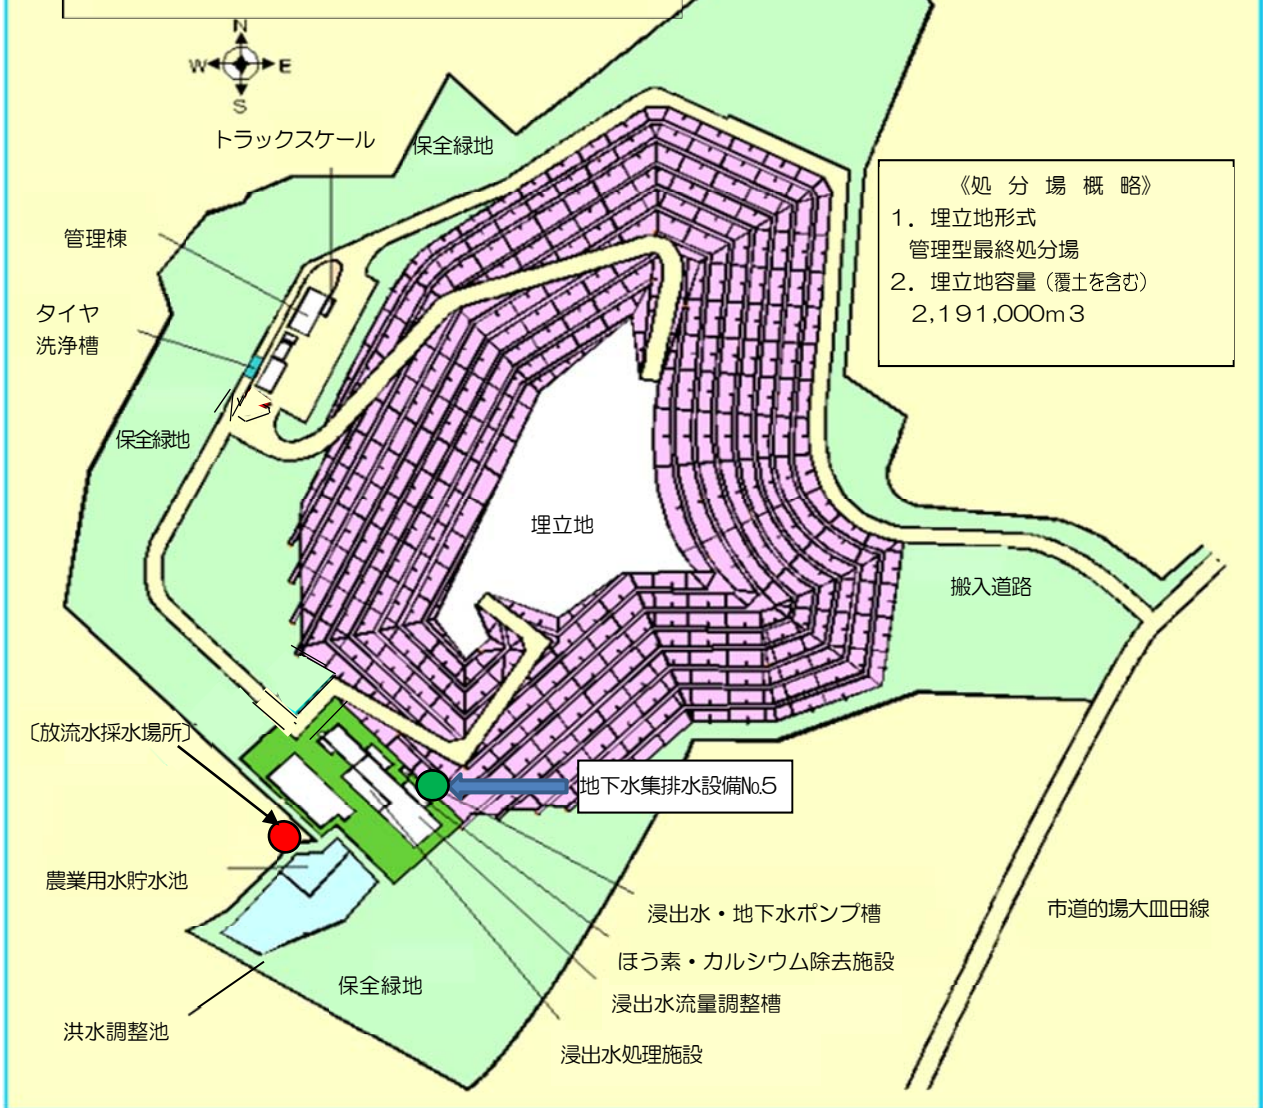 N
W E
S
トラックスケール
保全緑地
管理棟
タイヤ
洗浄槽
保全緑地
《処 分 場 概 略》
1．埋立地形式
管理型最終処分場
2．埋立地容量（覆土を含む）
2,191,000m3
埋立地
搬入道路
〔放流水採水場所〕
地下水集排水設備No.5
農業用水貯水池
浸出水・地下水ポンプ槽
市道的場大皿田線
ほう素・カルシウム除去施設
保全緑地
浸出水流量調整槽
洪水調整池
浸出水処理施設